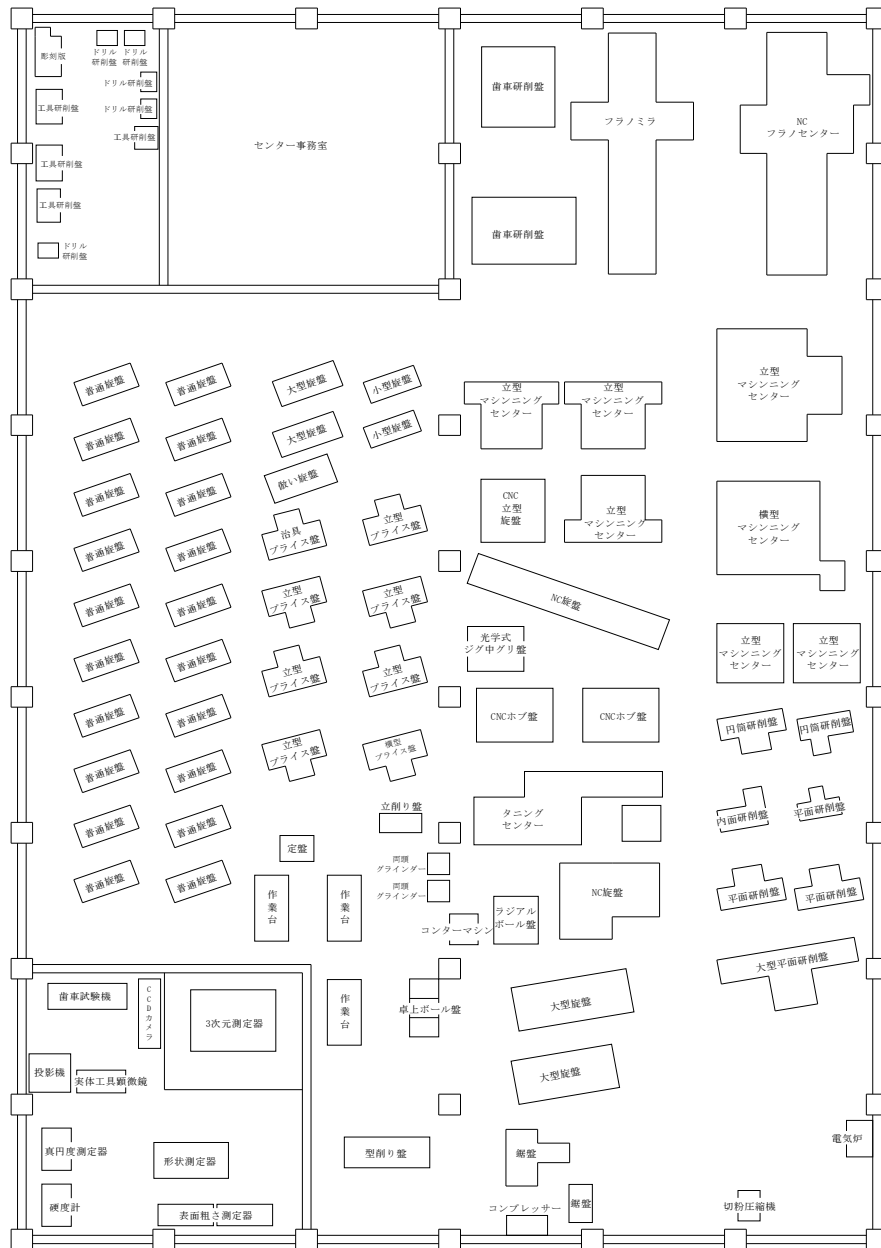 彫刻版
ドリル
研削盤
ドリル
研削盤
ドリル研削盤
工具研削盤
ドリル研削盤
工具研削盤
工具研削盤
工具研削盤
ドリル
研削盤
センター事務室
歯車研削盤
フラノミラ
NC
フラノセンター
歯車研削盤
普通旋盤
普通旋盤
大型旋盤
小型旋盤
立型
マシンニング
センター
立型
マシンニング
センター
立型
マシンニング
センター
普通旋盤
普通旋盤
大型旋盤
小型旋盤
普通旋盤
普通旋盤
倣い旋盤
CNC
立型
旋盤
立型
マシンニング
センター
横型
マシンニング
センター
普通旋盤
普通旋盤
治具
プライス盤
立型
プライス盤
普通旋盤
普通旋盤
立型
プライス盤
立型
プライス盤
NC旋盤
普通旋盤
普通旋盤
立型
プライス盤
立型
プライス盤
光学式
ジグ中グリ盤
立型
マシンニング
センター
立型
マシンニング
センター
普通旋盤
普通旋盤
CNCホブ盤
CNCホブ盤
円筒研削盤
円筒研削盤
普通旋盤
普通旋盤
立型
プライス盤
横型
プライス盤
普通旋盤
普通旋盤
立削り盤
タニング
センター
内面研削盤
平面研削盤
定盤
両頭
グラインダー
普通旋盤
普通旋盤
作業台
作業台
両頭
グラインダー
NC旋盤
平面研削盤
平面研削盤
コンターマシン
ラジアル
ボール盤
大型平面研削盤
歯車試験機
CCDカメラ
3次元測定器
作業台
卓上ボール盤
大型旋盤
投影機
実体工具顕微鏡
大型旋盤
真円度測定器
形状測定器
型削り盤
鋸盤
電気炉
硬度計
表面粗さ測定器
コンブレッサー
鋸盤
切粉圧縮機